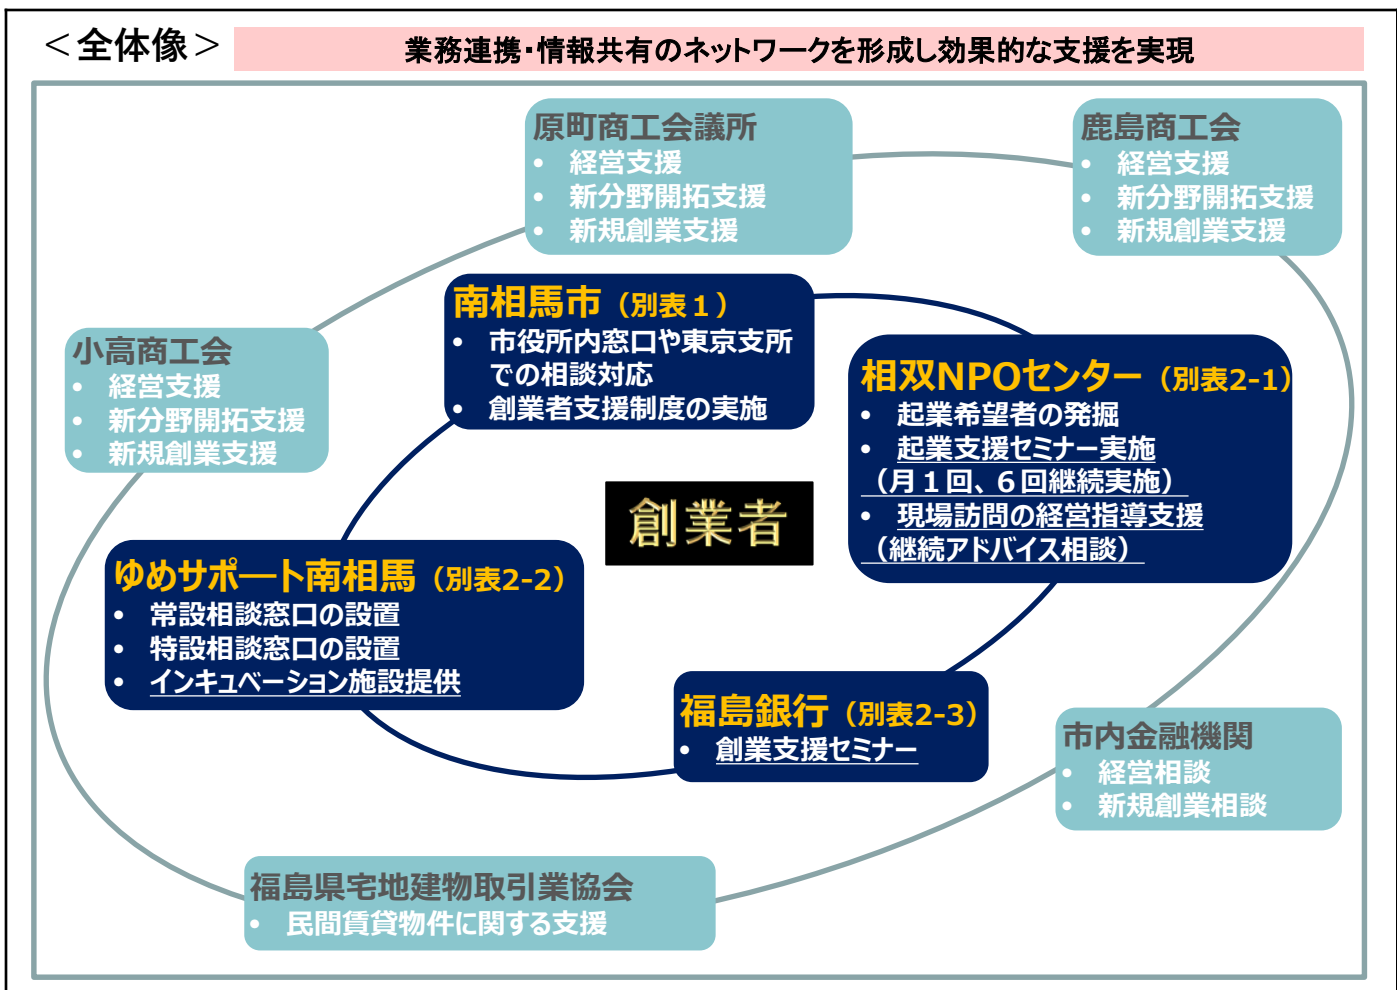 ＜全体像＞
業務連携・情報共有のネットワークを形成し効果的な支援を実現
原町商工会議所
• 経営支援
• 新分野開拓支援
• 新規創業支援
鹿島商工会
• 経営支援
• 新分野開拓支援
• 新規創業支援
南相馬市（別表１）
• 市役所内窓口や東京支所
での相談対応
• 創業者支援制度の実施
小高商工会
• 経営支援
• 新分野開拓支援
• 新規創業支援
相双NPOセンター（別表2-1）
• 起業希望者の発掘
• 起業支援セミナー実施
（月１回、６回継続実施）
• 現場訪問の経営指導支援
（継続アドバイス相談）
創業者
ゆめサポート南相馬（別表2-2）
• 常設相談窓口の設置
• 特設相談窓口の設置
• インキュベーション施設提供
福島銀行（別表2-3）
• 創業支援セミナー
市内金融機関
• 経営相談
• 新規創業相談
福島県宅地建物取引業協会
• 民間賃貸物件に関する支援